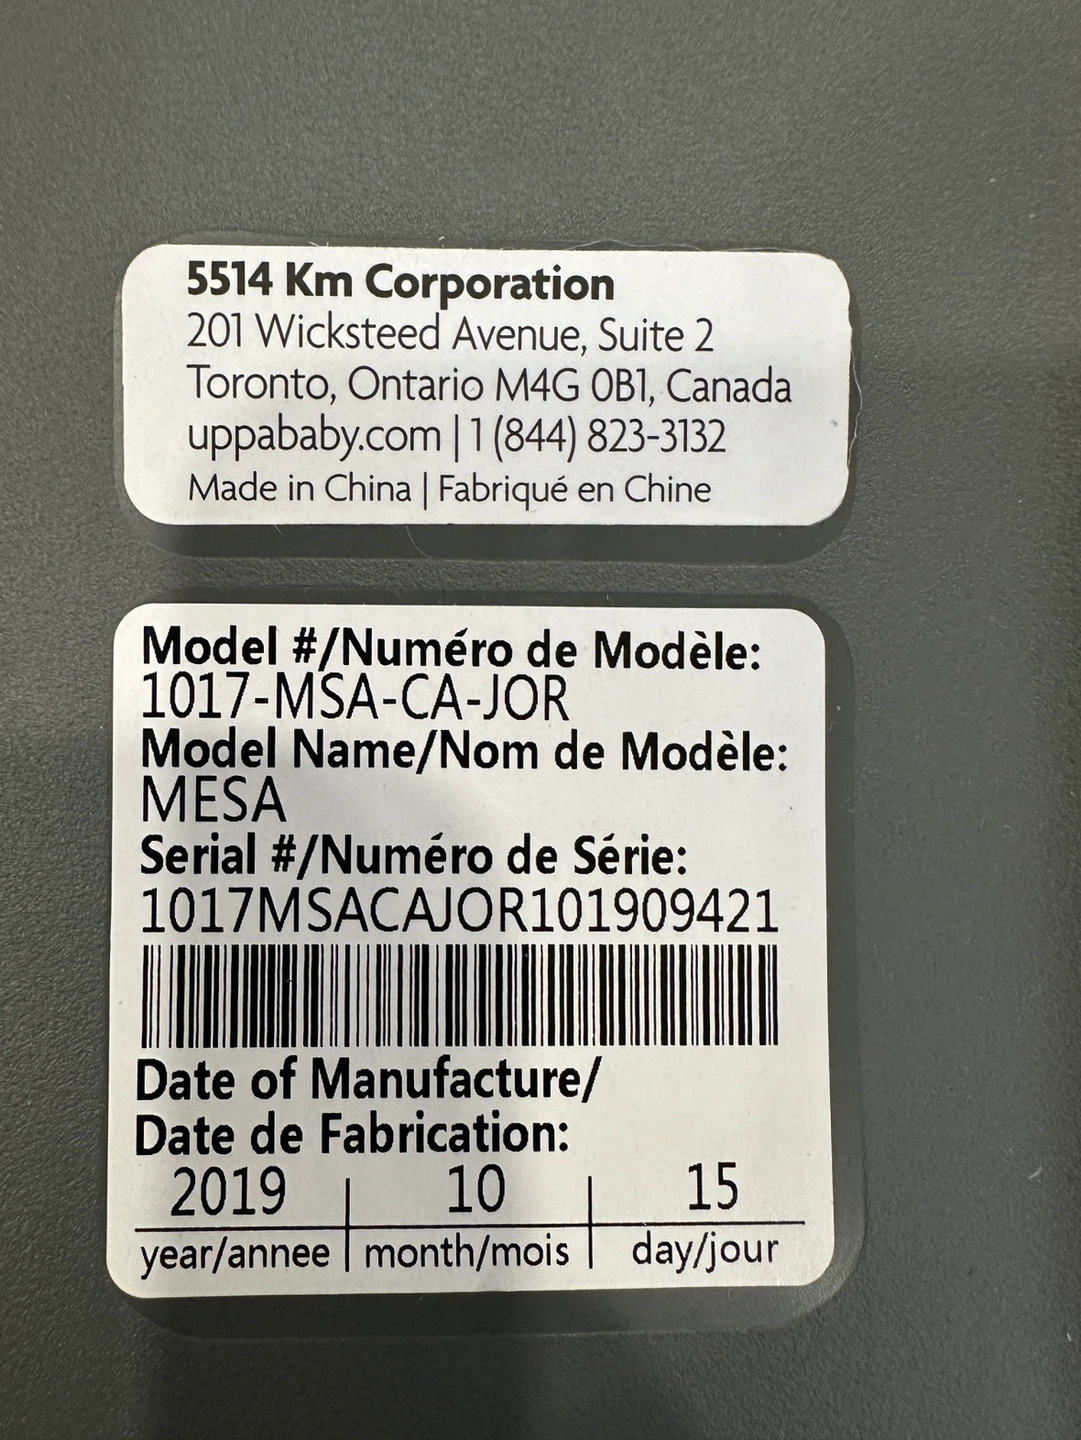 5514 Km Corporation
201 Wicksteed Avenue, Suite 2
Toronto, Ontario M4G 0B1, Canada
uppababy.com | 1 (844) 823-3132
Made in China | Fabriqué en Chine
Model #/Numéro de Modèle:
1017-MSA-CA-JOR
Model Name/Nom de Modèle:
MESA
Serial #/Numéro de Série:
1017MSACAJOR101909421
Date of Manufacture/
Date de Fabrication:
2019 | 10 | 15
year/annee | month/mois | day/jour